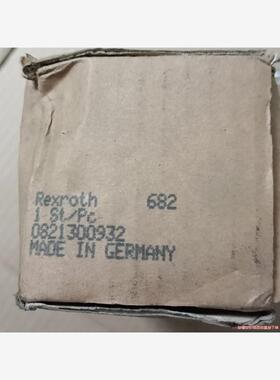 Rexroth 682
1 St/Pc
0821300932
MADE IN GERMANY